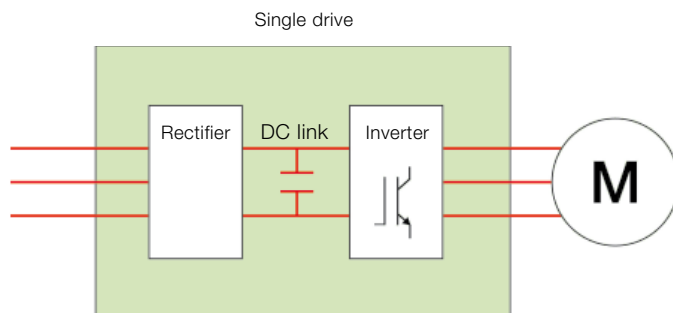 Single drive
Rectifier
DC link
Inverter
M